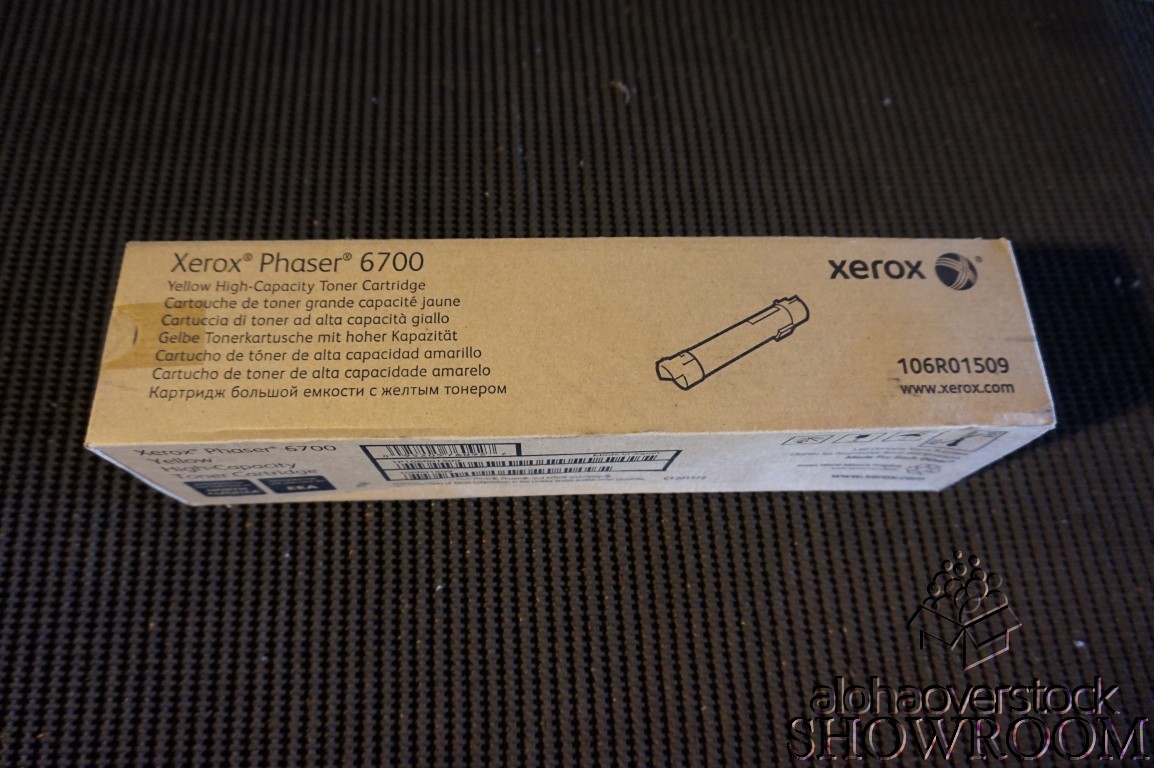 Xerox® Phaser® 6700
Yellow High-Capacity Toner Cartridge
Cartouche de toner grande capacité jaune
Cartuccia di toner ad alta capacità giallo
Gelbe Tonerkartusche mit hoher Kapazität
Cartucho de tóner de alta capacidad amarillo
Cartucho de toner de alta capacidade amarelo
Картридж большой емкости с желтым тонером
xerox®
106R01509
www.xerox.com
Xerox® Phaser® 6700
Yellow
High-Capacity
Toner Cartridge
EEA
alohaoverstock
SHOWROOM